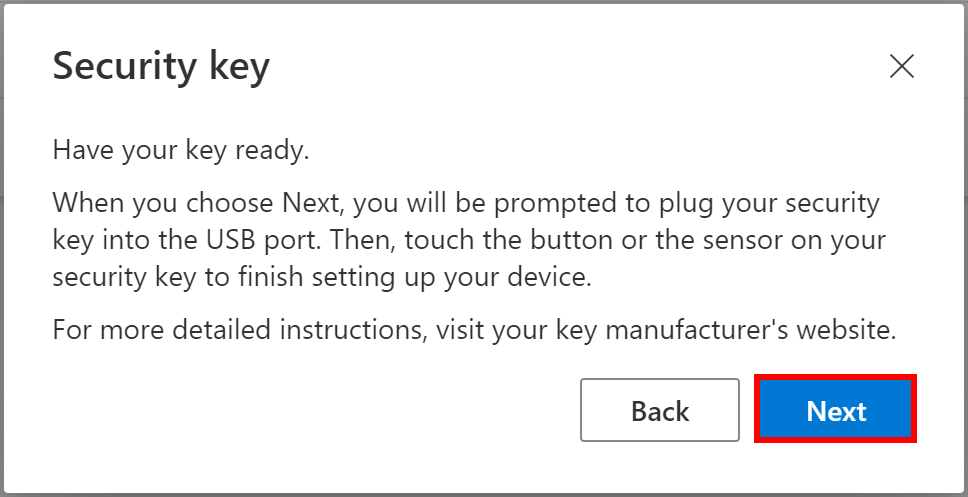 Security key
Have your key ready.
When you choose Next, you will be prompted to plug your security
key into the USB port. Then, touch the button or the sensor on your
security key to finish setting up your device.
For more detailed instructions, visit your key manufacturer's website.
Back
Next